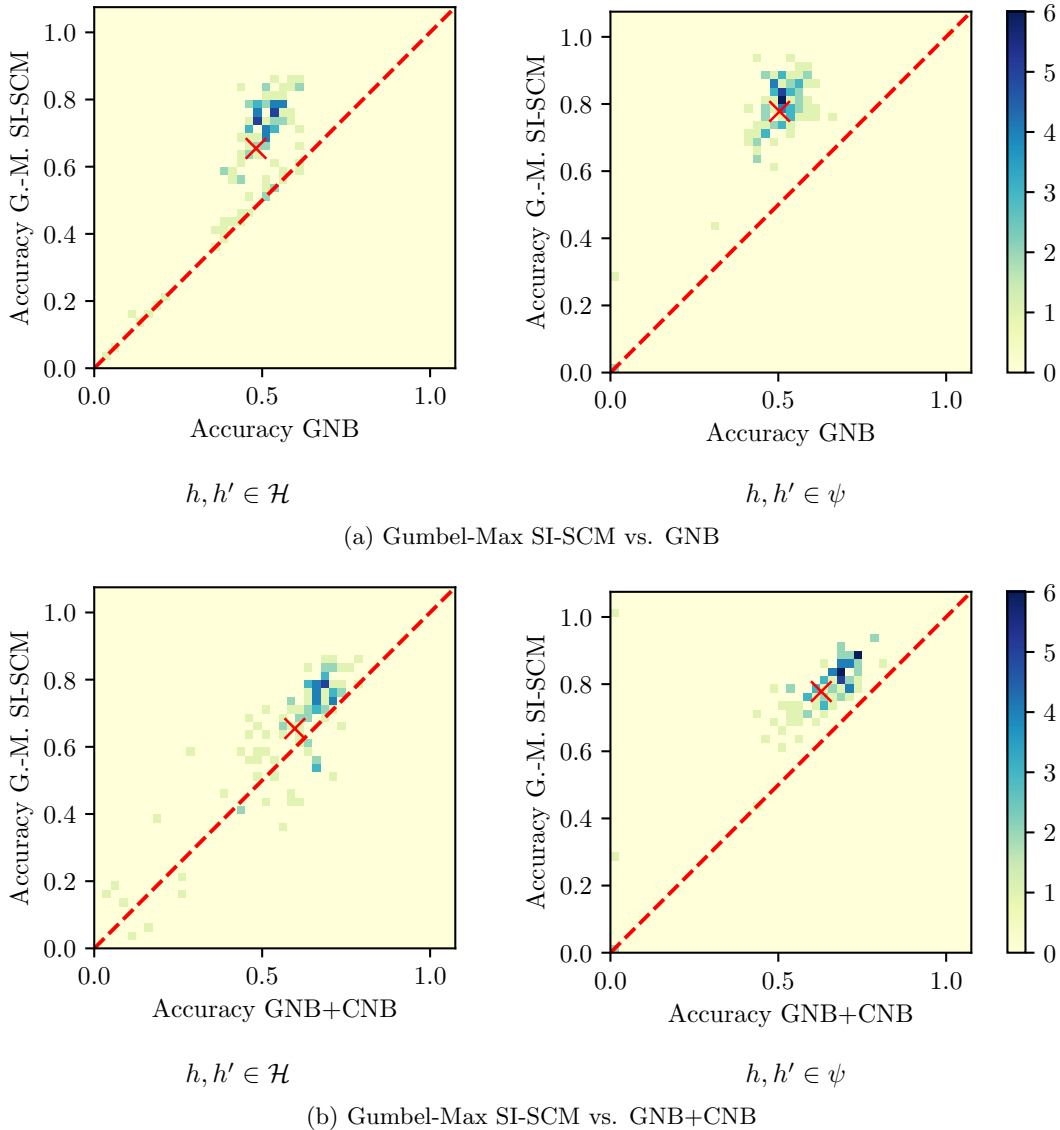 1.0
0.8
0.6
0.4
0.2
0.0
Accuracy G.-M. SI-SCM
0.0 0.5 1.0
Accuracy GNB
h, h′ ∈ ℋ
1.0
0.8
0.6
0.4
0.2
0.0
Accuracy G.-M. SI-SCM
0.0 0.5 1.0
Accuracy GNB
h, h′ ∈ ψ
6
5
4
3
2
1
0
(a) Gumbel-Max SI-SCM vs. GNB
1.0
0.8
0.6
0.4
0.2
0.0
Accuracy G.-M. SI-SCM
0.0 0.5 1.0
Accuracy GNB+CNB
h, h′ ∈ ℋ
1.0
0.8
0.6
0.4
0.2
0.0
Accuracy G.-M. SI-SCM
0.0 0.5 1.0
Accuracy GNB+CNB
h, h′ ∈ ψ
6
5
4
3
2
1
0
(b) Gumbel-Max SI-SCM vs. GNB+CNB